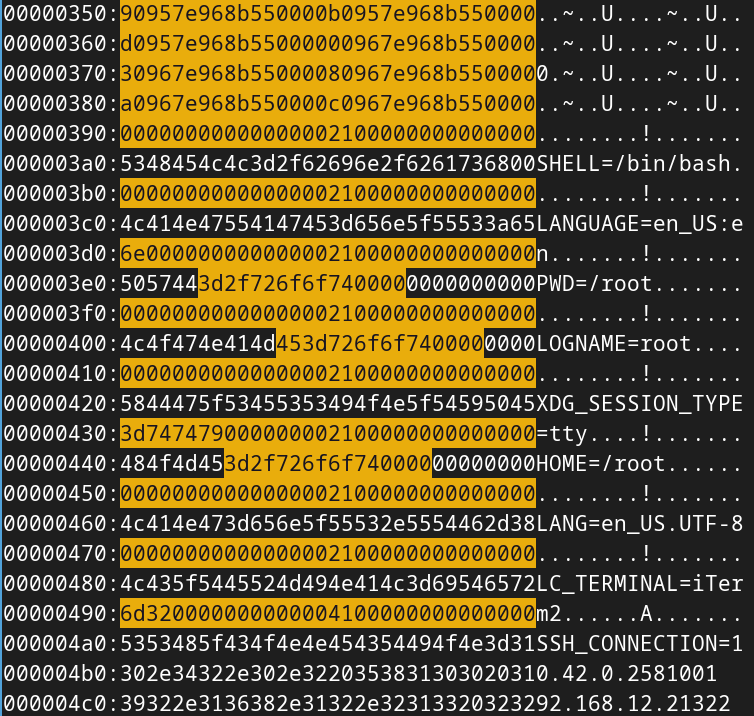 00000350:90957e968b550000b0957e968b550000..~..U....~..U..
00000360:d0957e968b55000000967e968b550000..~..U....~..U..
00000370:30967e968b55000080967e968b5500000.~..U....~..U..
00000380:a0967e968b550000c0967e968b550000..~..U....~..U..
00000390:00000000000000002100000000000000........!.......
000003a0:5348454c4c3d2f62696e2f6261736800SHELL=/bin/bash.
000003b0:00000000000000002100000000000000........!.......
000003c0:4c414e47554147453d656e5f55533a65LANGUAGE=en_US:e
000003d0:6e000000000000002100000000000000n.......!.......
000003e0:5057443d2f726f6f7400000000000000PWD=/root.......
000003f0:00000000000000002100000000000000........!.......
00000400:4c4f474e414d453d726f6f7400000000LOGNAME=root....
00000410:00000000000000002100000000000000........!.......
00000420:5844475f53455353494f4e5f54595045XDG_SESSION_TYPE
00000430:3d747479000000002100000000000000=tty....!.......
00000440:484f4d453d2f726f6f74000000000000HOME=/root......
00000450:00000000000000002100000000000000........!.......
00000460:4c414e473d656e5f55532e5554462d38LANG=en_US.UTF-8
00000470:00000000000000002100000000000000........!.......
00000480:4c435f5445524d494e414c3d69546572LC_TERMINAL=iTer
00000490:6d320000000000004100000000000000m2......A.......
000004a0:5353485f434f4e4e454354494f4e3d31SSH_CONNECTION=1
000004b0:302e34322e302e3220353831303020310.42.0.2581001
000004c0:39322e3136382e31322e32313320323292.168.12.21322